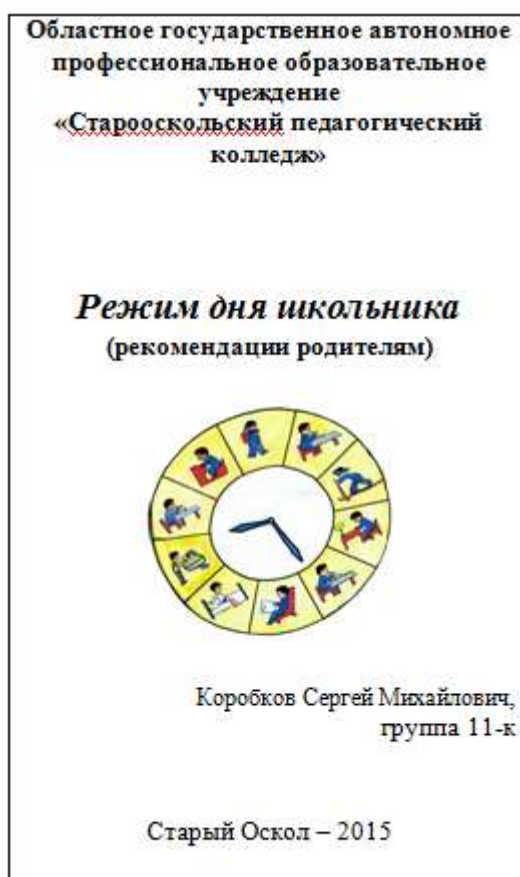 Областное государственное автономное
профессиональное образовательное
учреждение
«Старооскольский педагогический
колледж»
Режим дня школьника
(рекомендации родителям)
Коробков Сергей Михайлович,
группа 11-к
Старый Оскол – 2015